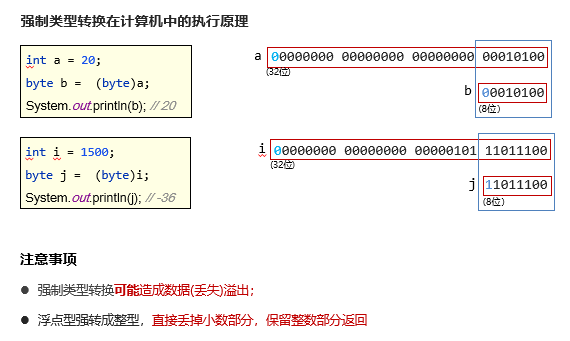 强制类型转换在计算机中的执行原理
int a = 20;
byte b = (byte)a;
System.out.println(b); // 20
a 00000000 00000000 00000000 00010100
(32位)
b 00010100
(8位)
int i = 1500;
byte j = (byte)i;
System.out.println(j); // -36
i 00000000 00000000 00000101 11011100
(32位)
j 11011100
(8位)
注意事项
● 强制类型转换可能造成数据(丢失)溢出;
● 浮点型强转成整型，直接丢掉小数部分，保留整数部分返回